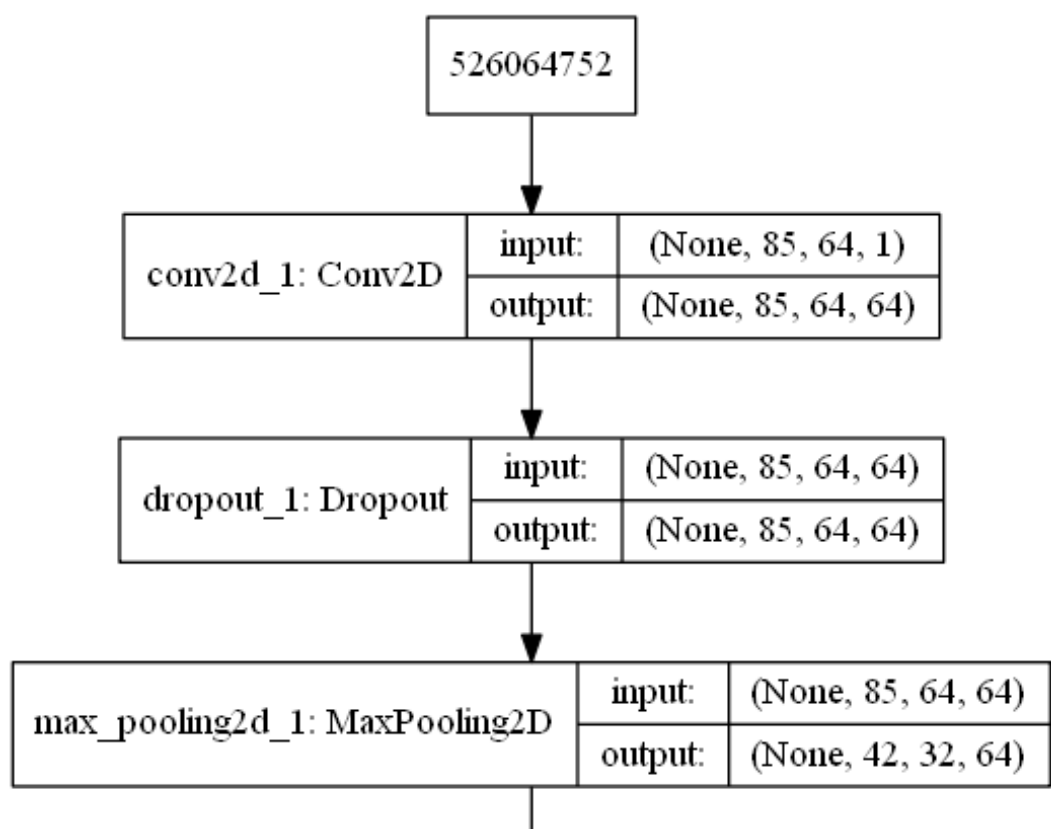 526064752
conv2d_1: Conv2D
input:
(None, 85, 64, 1)
output:
(None, 85, 64, 64)
dropout_1: Dropout
input:
(None, 85, 64, 64)
output:
(None, 85, 64, 64)
max_pooling2d_1: MaxPooling2D
input:
(None, 85, 64, 64)
output:
(None, 42, 32, 64)